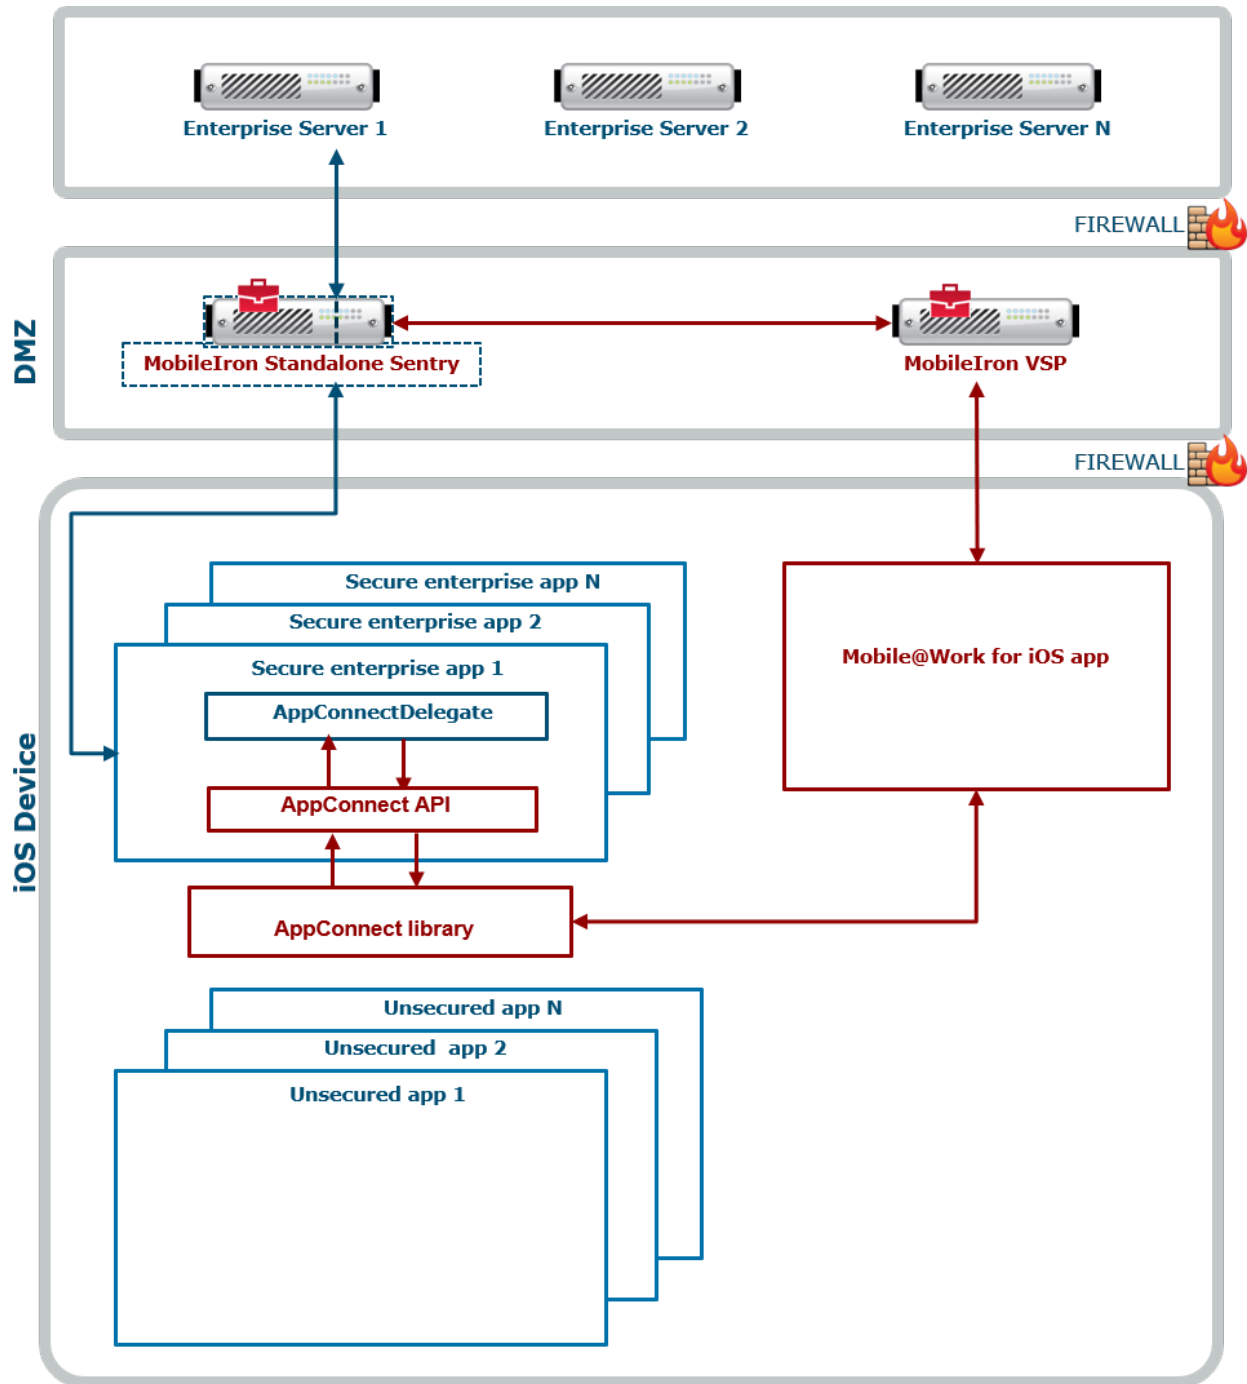 Enterprise Server 1
Enterprise Server 2
Enterprise Server N
FIREWALL
DMZ
MobileIron Standalone Sentry
MobileIron VSP
FIREWALL
iOS Device
Secure enterprise app N
Secure enterprise app 2
Secure enterprise app 1
AppConnectDelegate
AppConnect API
AppConnect library
Mobile@Work for iOS app
Unsecured app N
Unsecured app 2
Unsecured app 1